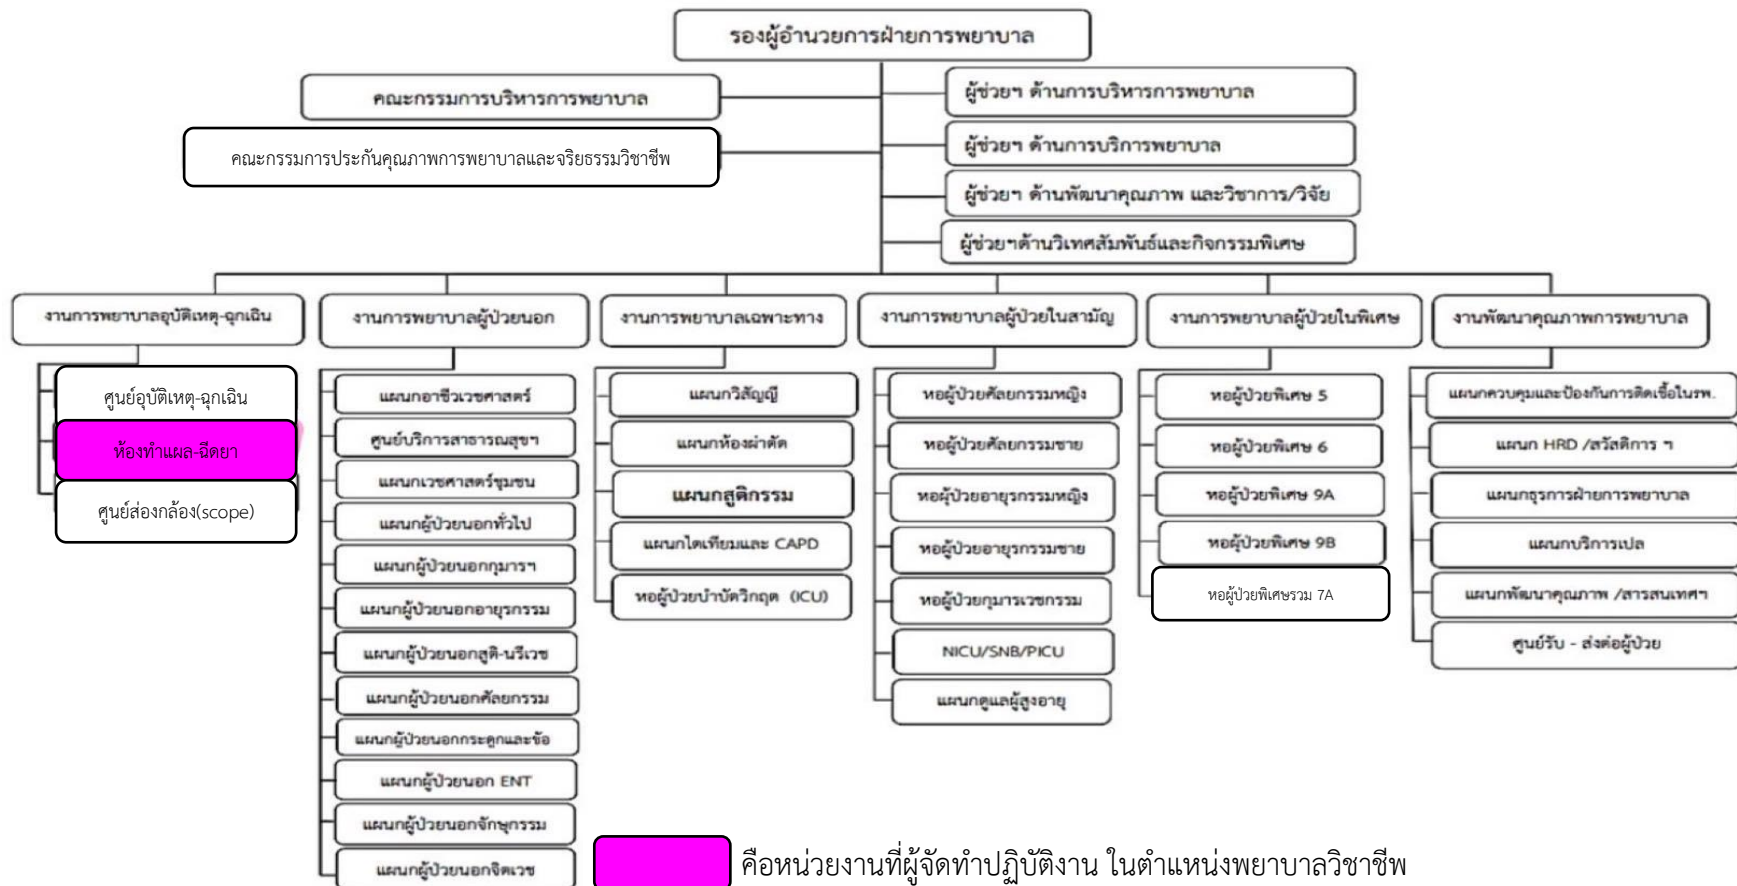 รองผู้อำนวยการฝ่ายการพยาบาล
คณะกรรมการบริหารการพยาบาล
คณะกรรมการประกันคุณภาพการพยาบาลและจริยธรรมวิชาชีพ
ผู้ช่วยฯ ด้านการบริหารการพยาบาล
ผู้ช่วยฯ ด้านการบริการพยาบาล
ผู้ช่วยฯ ด้านพัฒนาคุณภาพ และวิชาการ/วิจัย
ผู้ช่วยฯด้านวิเทศสัมพันธ์และกิจกรรมพิเศษ
งานการพยาบาลอุบัติเหตุ-ฉุกเฉิน
ศูนย์อุบัติเหตุ-ฉุกเฉิน
ห้องทำแผล-ฉีดยา
ศูนย์ส่องกล้อง(scope)
งานการพยาบาลผู้ป่วยนอก
แผนกอาชีวเวชศาสตร์
ศูนย์บริการสาธารณสุขฯ
แผนกเวชศาสตร์ชุมชน
แผนกผู้ป่วยนอกทั่วไป
แผนกผู้ป่วยนอกกุมารฯ
แผนกผู้ป่วยนอกอายุรกรรม
แผนกผู้ป่วยนอกสูติ-นรีเวช
แผนกผู้ป่วยนอกศัลยกรรม
แผนกผู้ป่วยนอกกระดูกและข้อ
แผนกผู้ป่วยนอก ENT
แผนกผู้ป่วยนอกจักษุกรรม
แผนกผู้ป่วยนอกจิตเวช
งานการพยาบาลเฉพาะทาง
แผนกวิสัญญี
แผนกห้องผ่าตัด
แผนกสูติกรรม
แผนกไตเทียมและ CAPD
หอผู้ป่วยบำบัดวิกฤต (ICU)
งานการพยาบาลผู้ป่วยในสามัญ
หอผู้ป่วยศัลยกรรมหญิง
หอผู้ป่วยศัลยกรรมชาย
หอผู้ป่วยอายุรกรรมหญิง
หอผู้ป่วยอายุรกรรมชาย
หอผู้ป่วยกุมารเวชกรรม
NICU/SNB/PICU
แผนกดูแลผู้สูงอายุ
งานการพยาบาลผู้ป่วยในพิเศษ
หอผู้ป่วยพิเศษ 5
หอผู้ป่วยพิเศษ 6
หอผู้ป่วยพิเศษ 9A
หอผู้ป่วยพิเศษ 9B
หอผู้ป่วยพิเศษรวม 7A
งานพัฒนาคุณภาพการพยาบาล
แผนกควบคุมและป้องกันการติดเชื้อในรพ.
แผนก HRD /สวัสดิการ ฯ
แผนกธุรการฝ่ายการพยาบาล
แผนกบริการเปล
แผนกพัฒนาคุณภาพ /สารสนเทศฯ
ศูนย์รับ - ส่งต่อผู้ป่วย
คือหน่วยงานที่ผู้จัดทำปฏิบัติงาน ในตำแหน่งพยาบาลวิชาชีพ